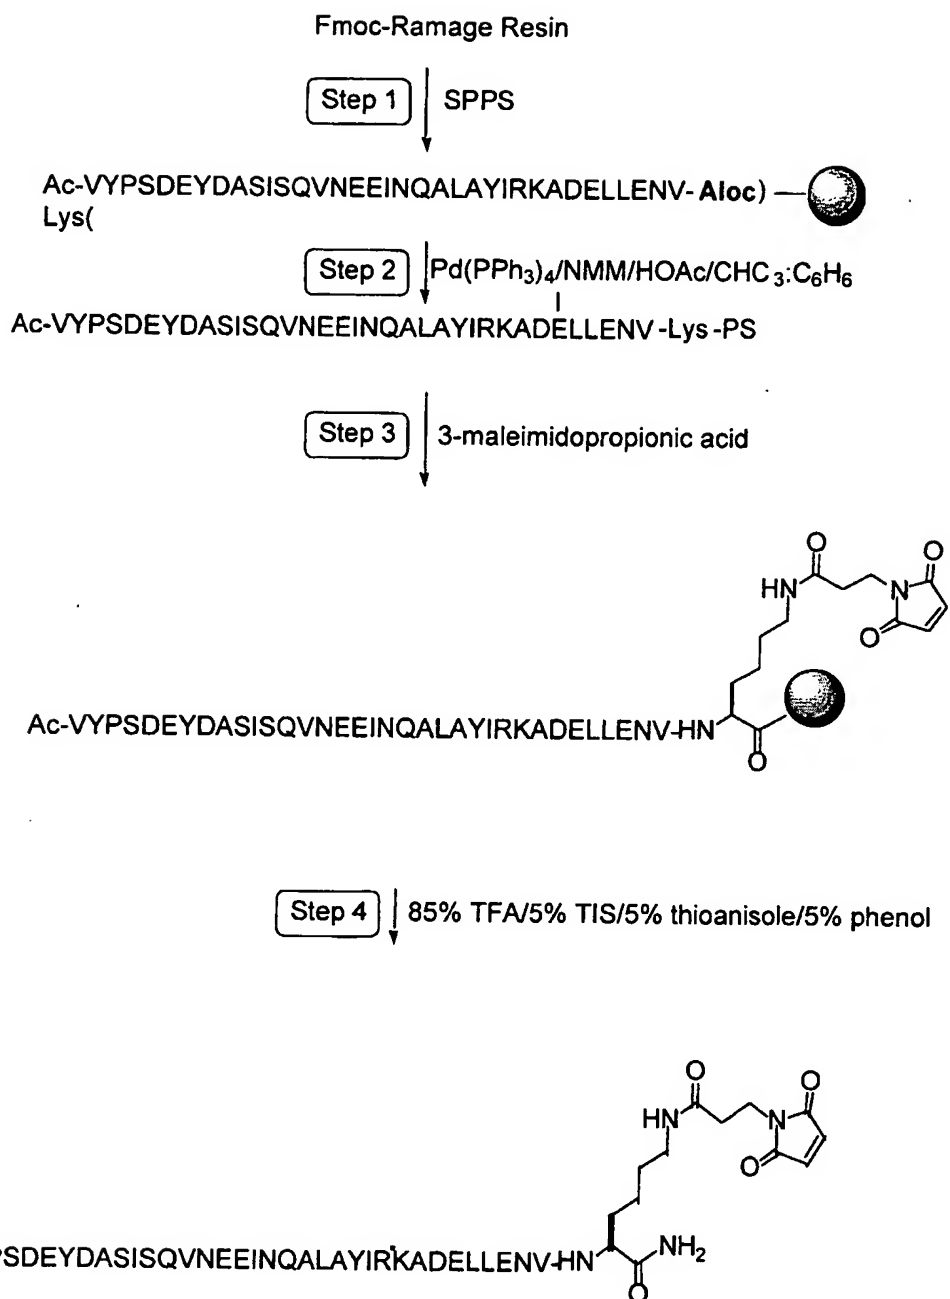 Fmoc-Ramage Resin
Step 1 SPPS
Ac-VYPSDEYDASISQVNEEINQALAYIRKADELLENV-Aloc)
Lys(
Step 2 Pd(PPh3)4/NMM/HOAc/CHC3:C6H6
Ac-VYPSDEYDASISQVNEEINQALAYIRKADELLENV-Lys-PS
Step 3 3-maleimidopropionic acid
O
O
HN
N
O
Ac-VYPSDEYDASISQVNEEINQALAYIRKADELLENV-HN
O
Step 4 85% TFA/5% TIS/5% thioanisole/5% phenol
O
O
HN
N
O
PSDEYDASISQVNEEINQALAYIRKADELLENV-HN
NH2
O